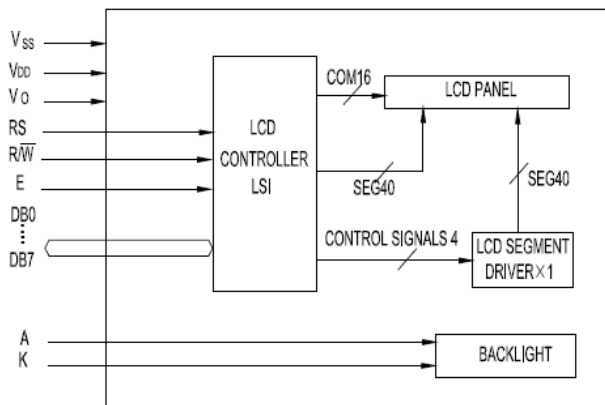 VSS
VDD
VO
RS
R/W̅
E
DB0
DB7
A
K
LCD
CONTROLLER
LSI
COM16
LCD PANEL
SEG40
SEG40
CONTROL SIGNALS 4
LCD SEGMENT
DRIVER×1
BACKLIGHT